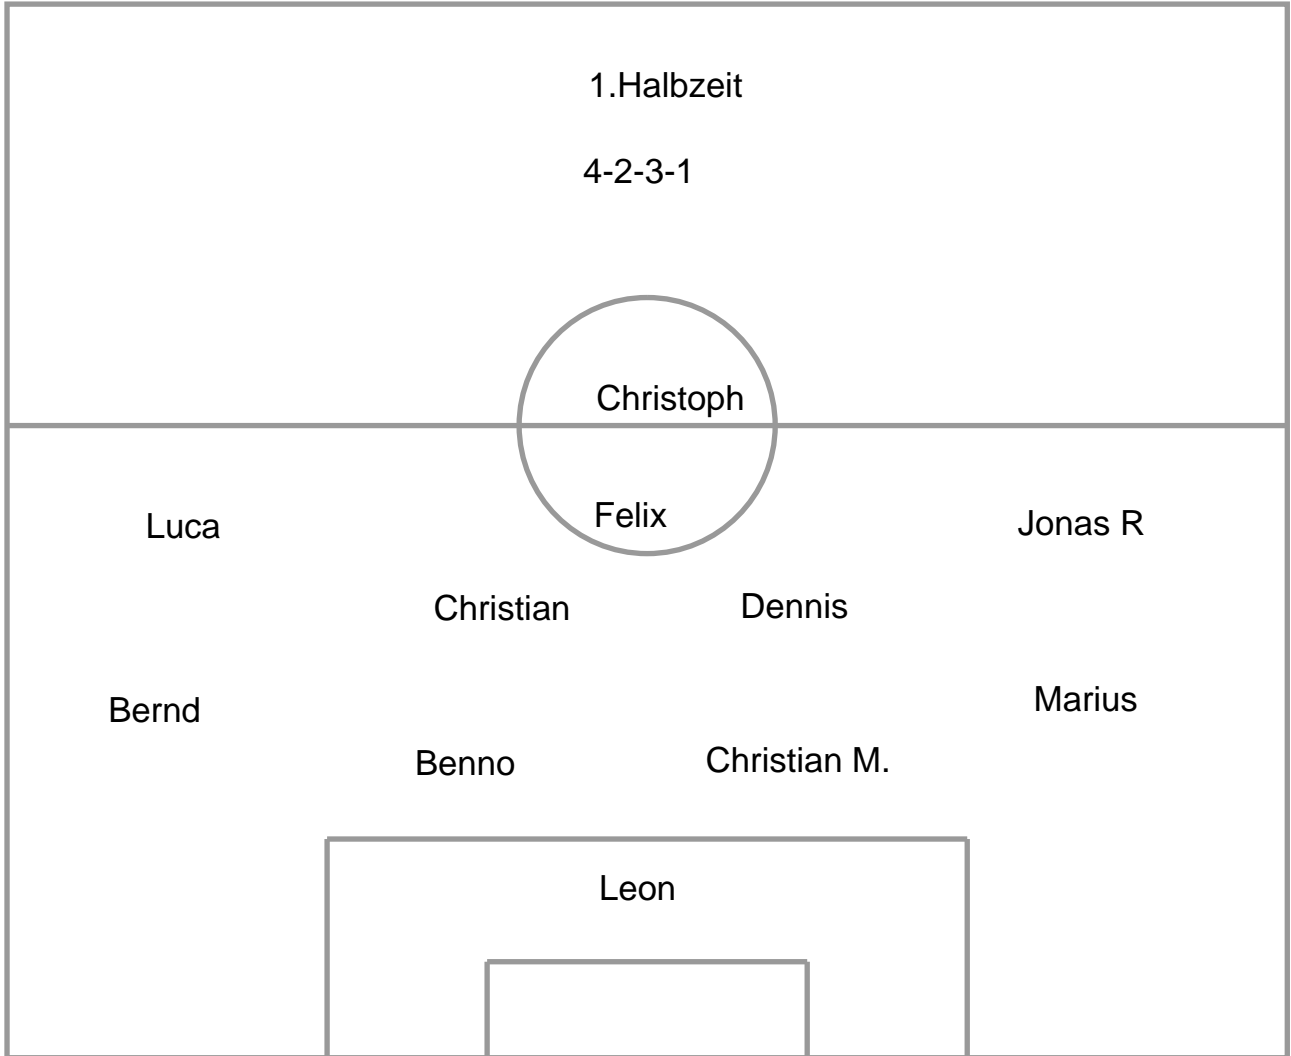 1.Halbzeit
4-2-3-1
Christoph
Luca
Felix
Jonas R
Christian
Dennis
Bernd
Marius
Benno
Christian M.
Leon